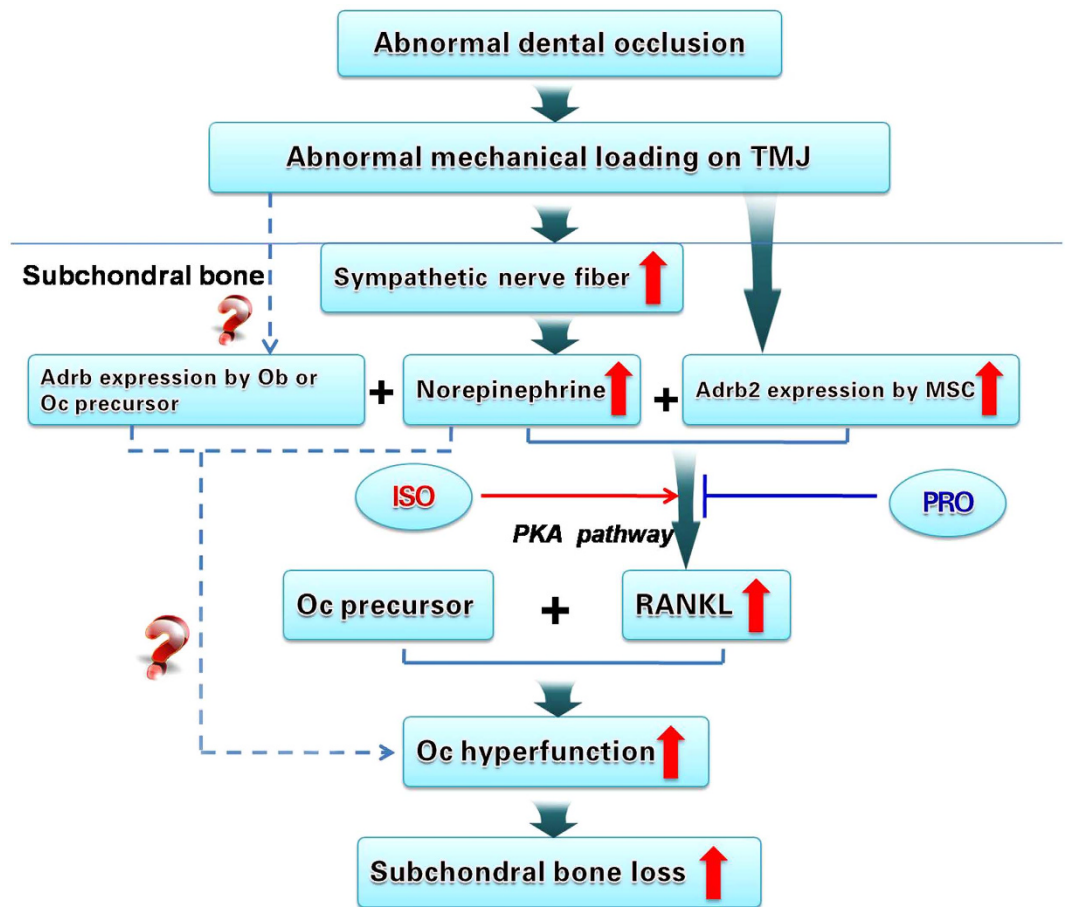 Abnormal dental occlusion
Abnormal mechanical loading on TMJ
Subchondral bone
Sympathetic nerve fiber
?
Adrb expression by Ob or
Oc precursor
+
Norepinephrine
+
Adrb2 expression by MSC
ISO
PRO
PKA pathway
Oc precursor
+
RANKL
?
Oc hyperfunction
Subchondral bone loss